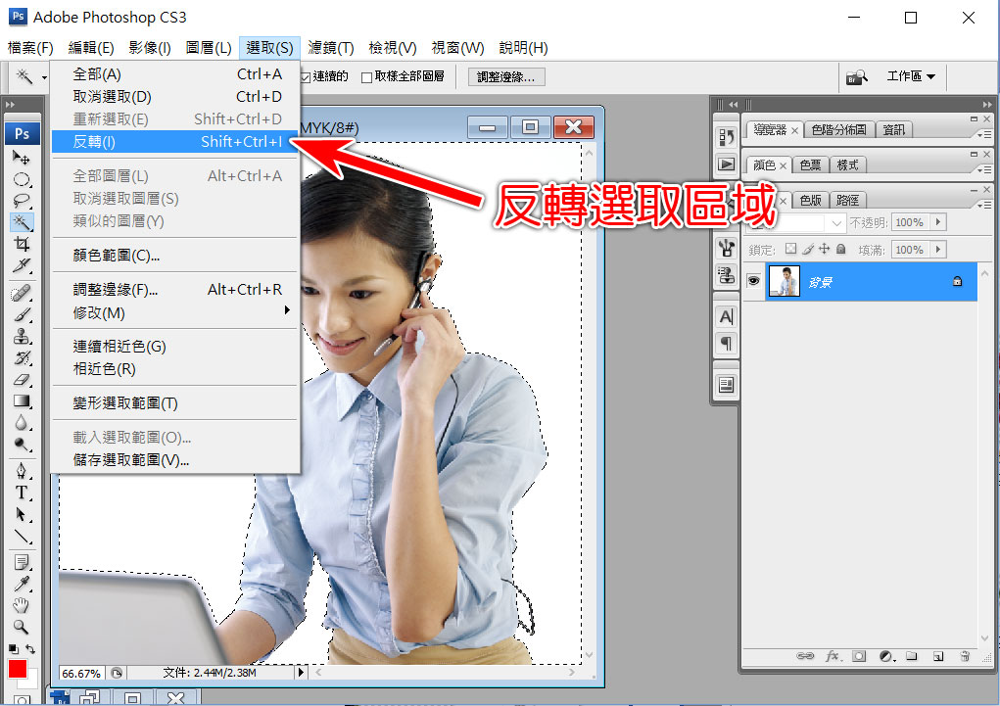 Ps Adobe Photoshop CS3
檔案(F) 編輯(E) 影像(I) 圖層(L) 選取(S) 濾鏡(T) 檢視(V) 視窗(W) 說明(H)
連續的 取樣全部圖層 調整邊緣... Br 工作區
全部(A) Ctrl+A
取消選取(D) Ctrl+D
重新選取(E) Shift+Ctrl+D
反轉(I) Shift+Ctrl+I
全部圖層(L) Alt+Ctrl+A
取消選取圖層(S)
類似的圖層(Y)
顏色範圍(C)...
調整邊緣(F)... Alt+Ctrl+R
修改(M)
連續相近色(G)
相近色(R)
變形選取範圍(T)
載入選取範圍(O)...
儲存選取範圍(V)...
Ps
MYK/8#)
反轉選取區域
導覽器 色階分佈圖 資訊
顏色 色票 樣式
色版 路徑
不透明: 100%
鎖定: 填滿: 100%
背景
66.67% 文件: 2.44M/2.38M
Br